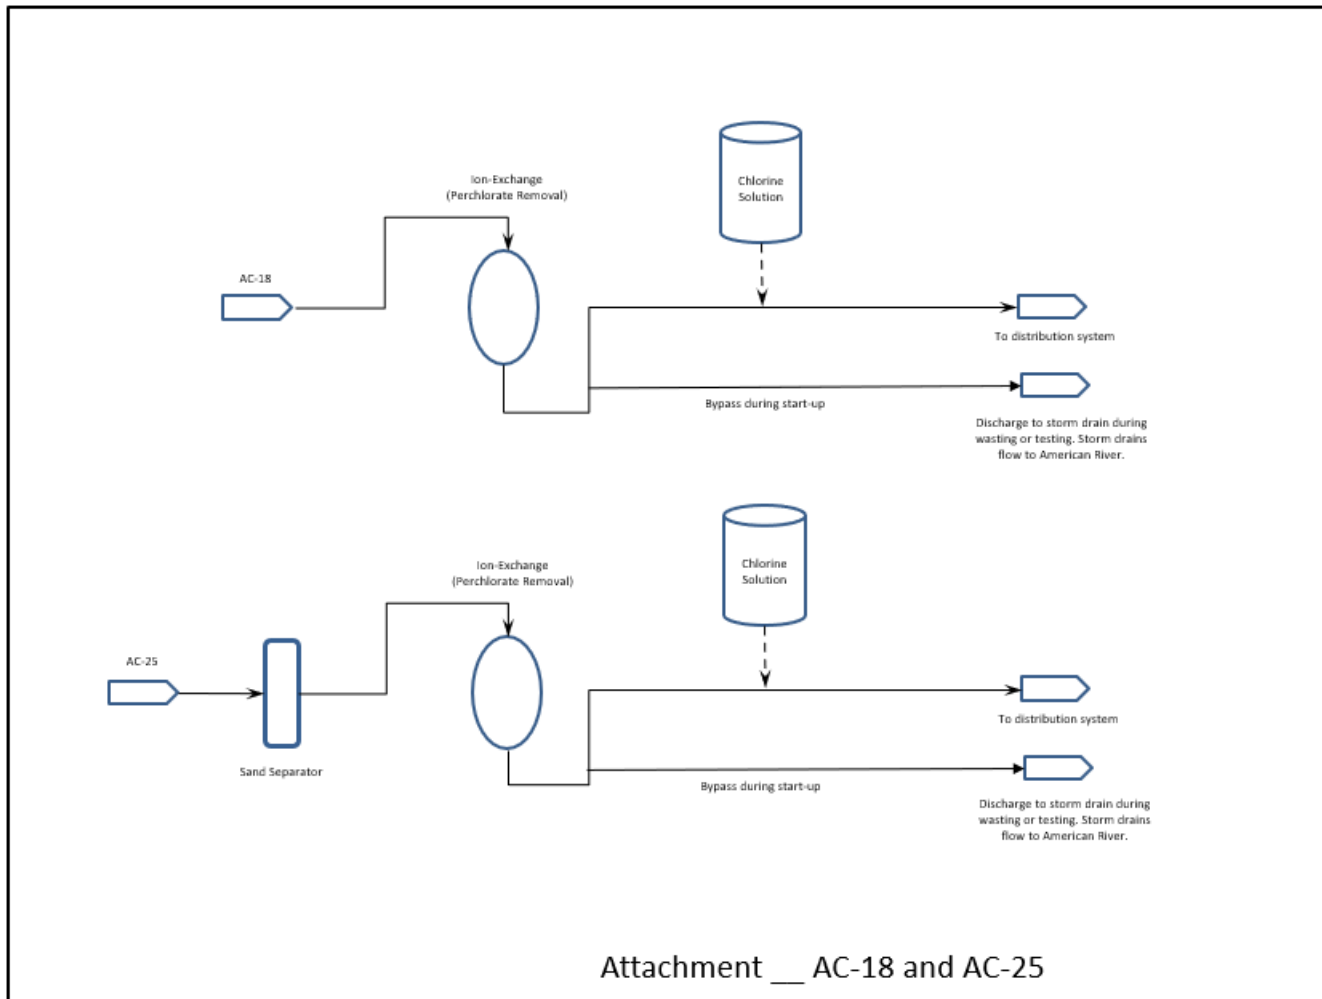 Ion-Exchange
(Perchlorate Removal)
Chlorine
Solution
AC-18
To distribution system
Bypass during start-up
Discharge to storm drain during
wasting or testing. Storm drains
flow to American River.
Ion-Exchange
(Perchlorate Removal)
Chlorine
Solution
AC-25
Sand Separator
To distribution system
Bypass during start-up
Discharge to storm drain during
wasting or testing. Storm drains
flow to American River.
Attachment __ AC-18 and AC-25